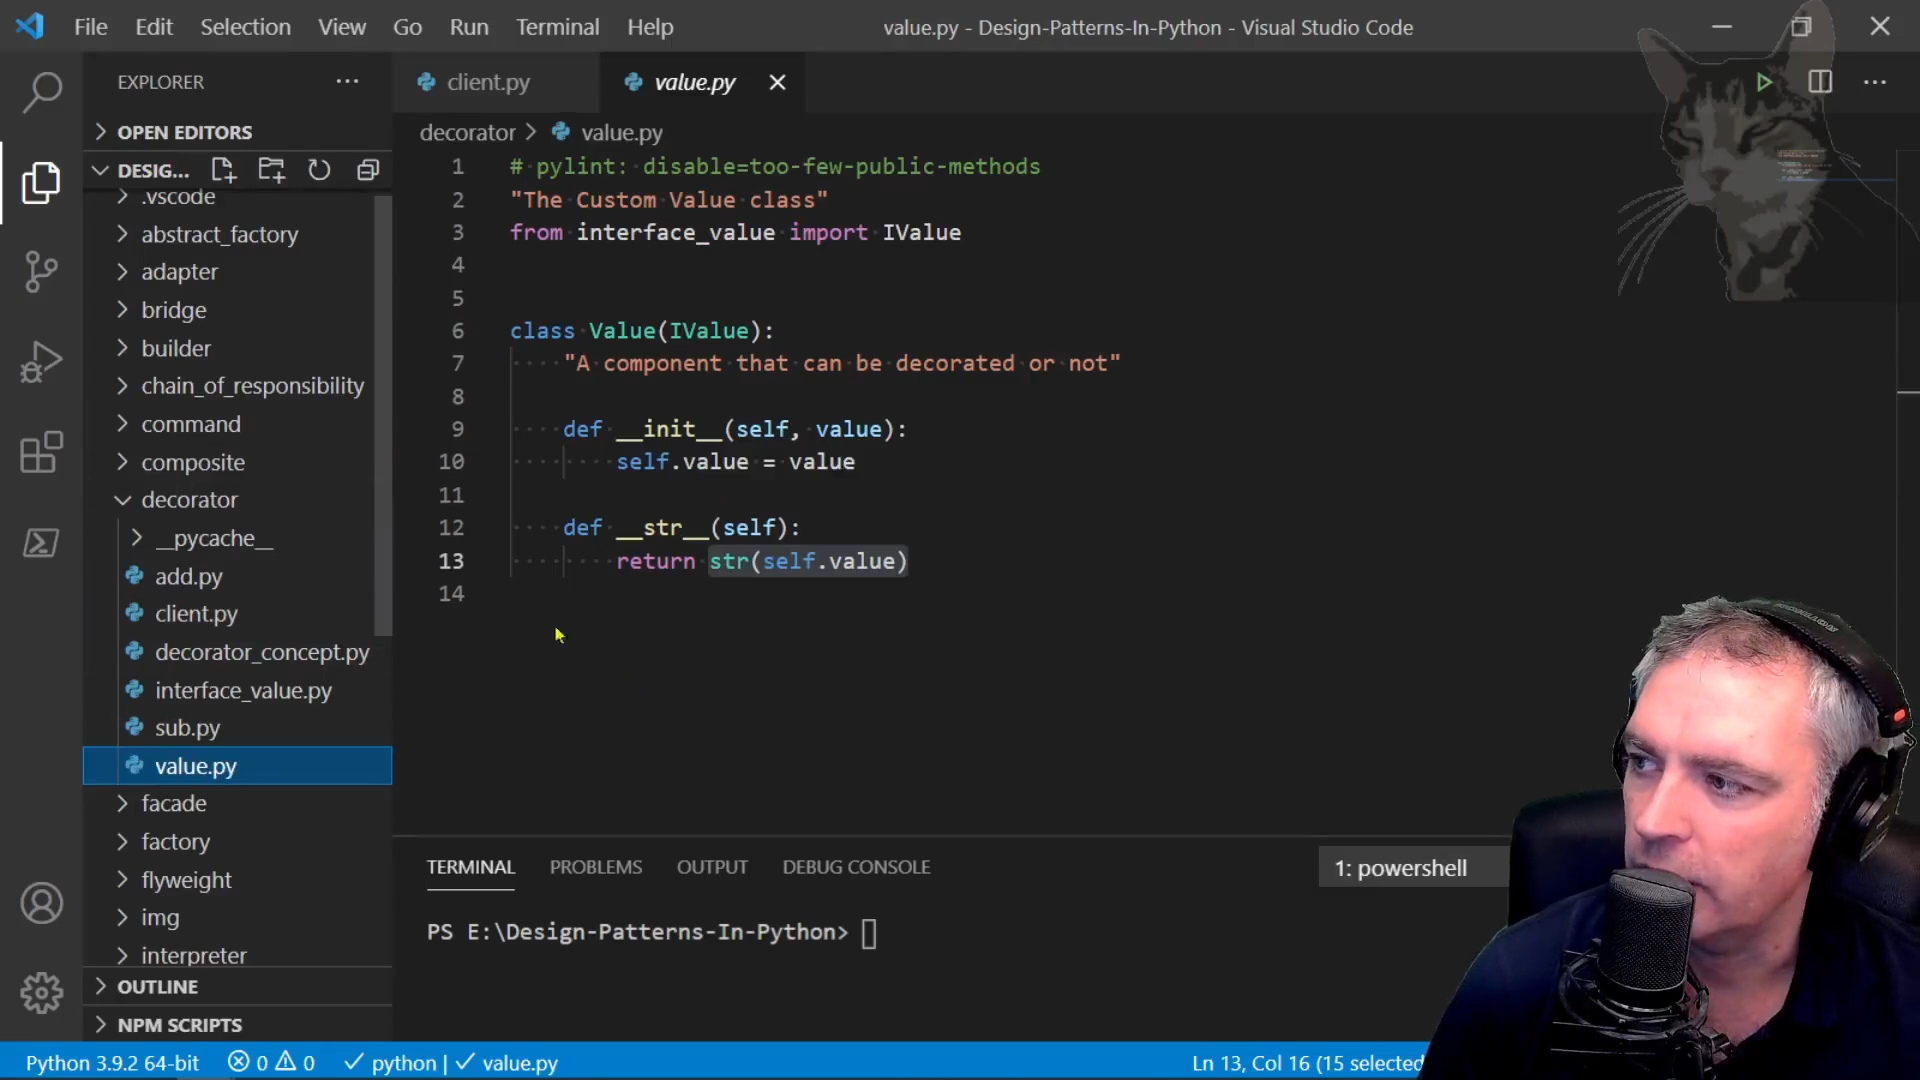 File Edit Selection View Go Run Terminal Help
value.py - Design-Patterns-In-Python - Visual Studio Code
EXPLORER
OPEN EDITORS
DESIG...
.vscode
abstract_factory
adapter
bridge
builder
chain_of_responsibility
command
composite
decorator
__pycache__
add.py
client.py
decorator_concept.py
interface_value.py
sub.py
value.py
facade
factory
flyweight
img
interpreter
OUTLINE
NPM SCRIPTS
client.py value.py
decorator > value.py
1 # pylint: disable=too-few-public-methods
2 "The Custom Value class"
3 from interface_value import IValue
4
5
6 class Value(IValue):
7 "A component that can be decorated or not"
8
9 def __init__(self, value):
10 self.value = value
11
12 def __str__(self):
13 return str(self.value)
14
TERMINAL PROBLEMS OUTPUT DEBUG CONSOLE
1: powershell
PS E:\Design-Patterns-In-Python>
Python 3.9.2 64-bit 0 0 python | value.py
Ln 13, Col 16 (15 selected